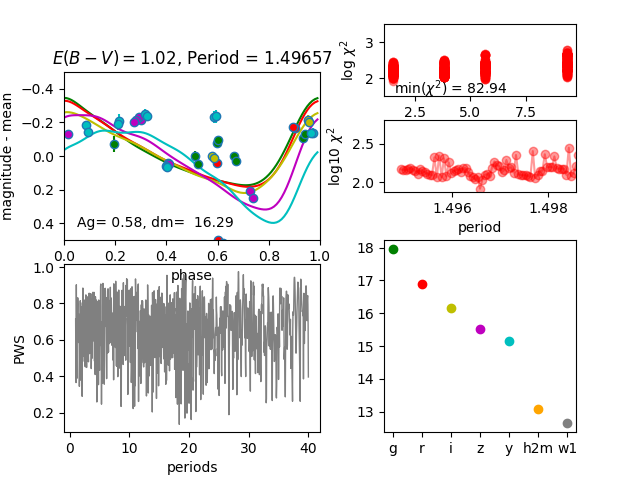 E(B − V) = 1.02, Period = 1.49657
magnitude - mean
−0.4
−0.2
0.0
0.2
0.4
Ag= 0.58, dm=  16.29
0.0 0.2 0.4 0.6 0.8 1.0
phase
log χ²
3
2
min(χ²) = 82.94
2.5 5.0 7.5
log10 χ²
2.5
2.0
1.496 1.498
period
PWS
1.0
0.8
0.6
0.4
0.2
0 10 20 30 40
periods
18
17
16
15
14
13
g r i z y h2m w1